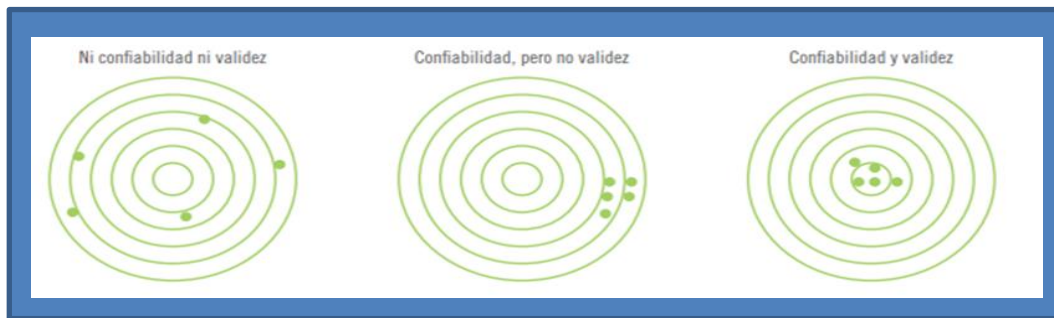 Ni confiabilidad ni validez
Confiabilidad, pero no validez
Confiabilidad y validez